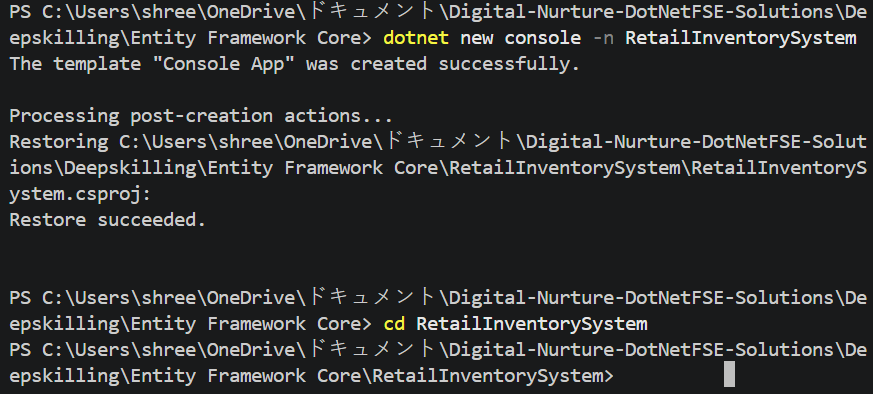 PS C:\Users\shree\OneDrive\ドキュメント\Digital-Nurture-DotNetFSE-Solutions\De
epskilling\Entity Framework Core> dotnet new console -n RetailInventorySystem
The template "Console App" was created successfully.
Processing post-creation actions...
Restoring C:\Users\shree\OneDrive\ドキュメント\Digital-Nurture-DotNetFSE-Solut
ions\Deepskilling\Entity Framework Core\RetailInventorySystem\RetailInventoryS
ystem.csproj:
Restore succeeded.
PS C:\Users\shree\OneDrive\ドキュメント\Digital-Nurture-DotNetFSE-Solutions\De
epskilling\Entity Framework Core> cd RetailInventorySystem
PS C:\Users\shree\OneDrive\ドキュメント\Digital-Nurture-DotNetFSE-Solutions\De
epskilling\Entity Framework Core\RetailInventorySystem>